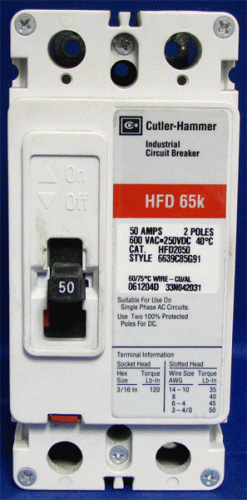 Cutler-Hammer
Industrial
Circuit Breaker
HFD 65k
On
Off
50
50 AMPS 2 POLES
600 VAC=250VDC 40°C
CAT. HFD2050
STYLE 6639C85G91
60/75°C WIRE-CU/AL
061204D 33N042031
Suitable For Use On
Single Phase AC Circuits.
Use Two 100% Protected
Poles For DC.
Terminal Information
Socket Head Slotted Head
Hex Torque Wire Size Torque
Size Lb-In AWG Lb-In
3/16 In 120 14-10 35
8 40
6-4 45
3-4/0 50